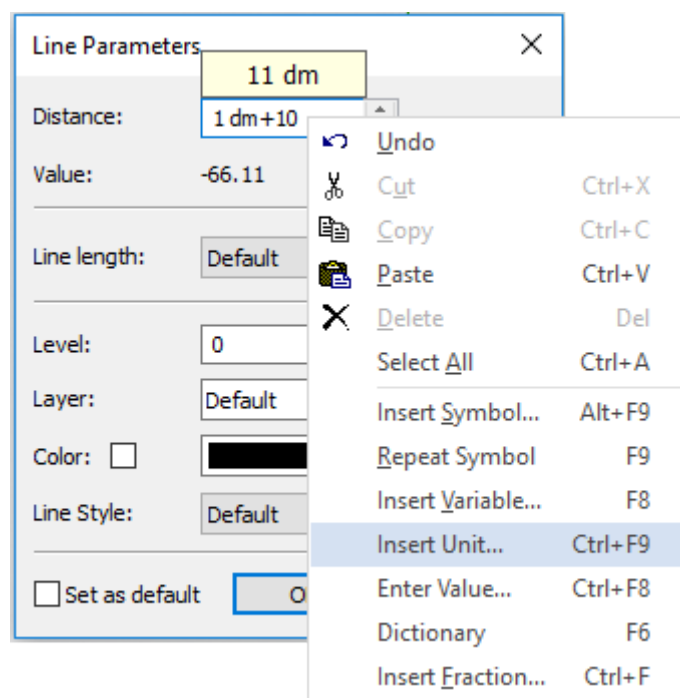 Line Parameters
11 dm
Distance: 1 dm+10
Value: -66.11
Line length: Default
Level: 0
Layer: Default
Color:
Line Style: Default
Set as default
Undo
Cut Ctrl+X
Copy Ctrl+C
Paste Ctrl+V
Delete Del
Select All Ctrl+A
Insert Symbol... Alt+F9
Repeat Symbol F9
Insert Variable... F8
Insert Unit... Ctrl+F9
Enter Value... Ctrl+F8
Dictionary F6
Insert Fraction... Ctrl+F